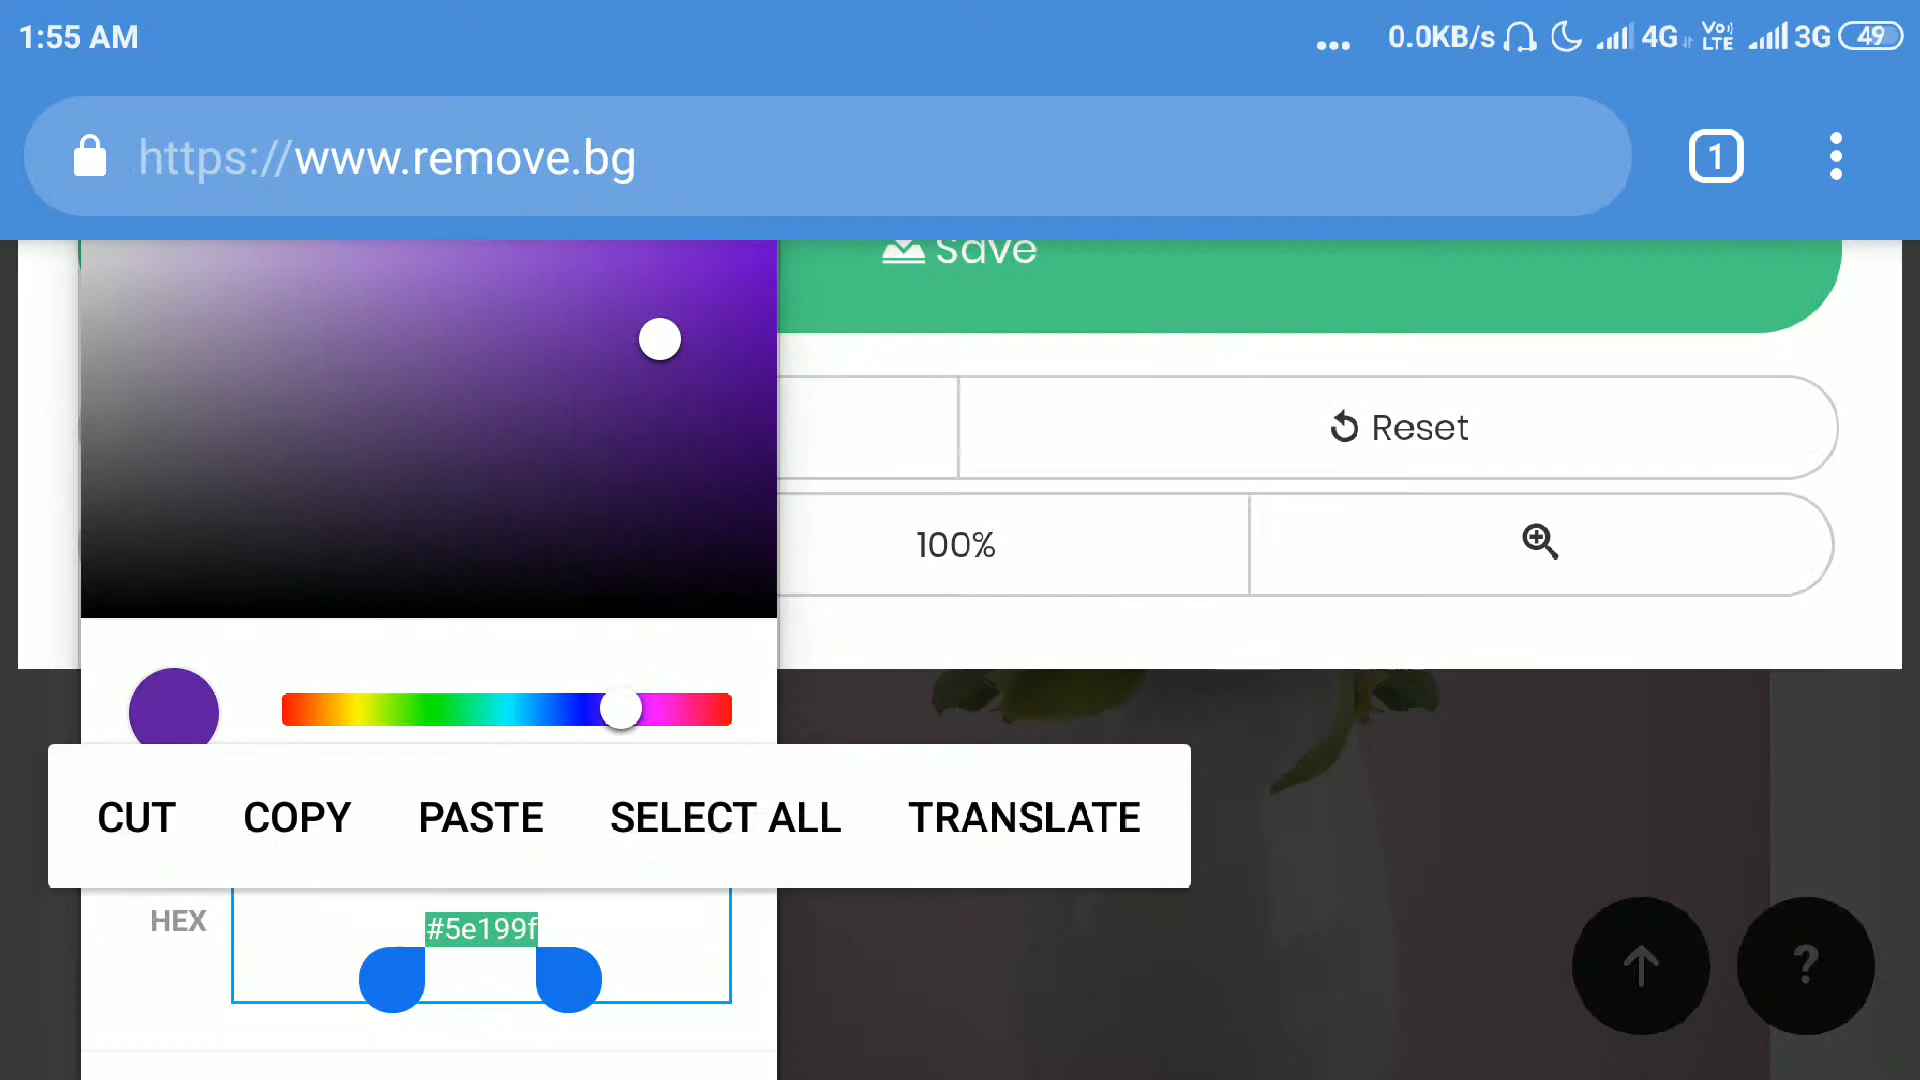 1:55 AM
0.0KB/s 4G Vo) LTE 3G 49
https://www.remove.bg
1
Save
Reset
100%
CUT COPY PASTE SELECT ALL TRANSLATE
HEX
#5e199f
?